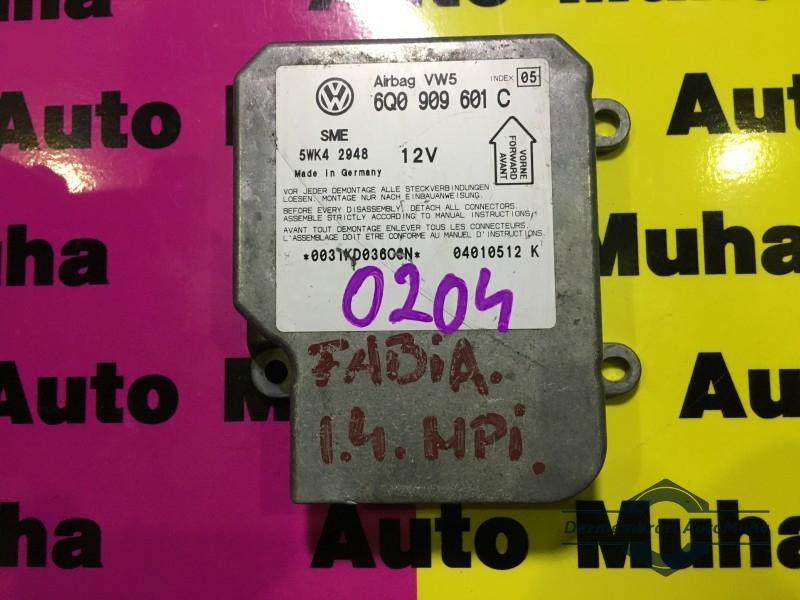 Auto Muha Auto
Auto Muha
Muha
Auto Muha
Muha Auto Muha
Airbag VW5 INDEX 05
6Q0 909 601 C
SME
5WK4 2948 12V
Made in Germany
VORNE
FORWARD
AVANT
VOR JEDER DEMONTAGE ALLE STECKVERBINDUNGEN
LOESEN. MONTAGE NUR NACH EINBAUANWEISUNG.
BEFORE EVERY DISASSEMBLY, DETACH ALL CONNECTORS.
ASSEMBLE STRICTLY ACCORDING TO MANUAL INSTRUCTIONS.
AVANT TOUT DEMONTAGE ENLEVER TOUS LES CONNECTEURS.
L'ASSEMBLAGE DOIT ETRE CONFORME AU MANUEL D'INSTRUCTIONS.
04010512 K
0204
FABiA.
1.4. MPi.
Dezmembrari AutoMuha